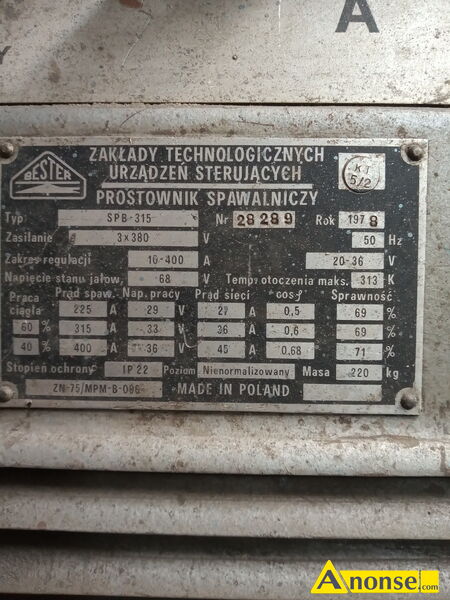 Y
A
BESTER
ZAKŁADY TECHNOLOGICZNYCH
URZĄDZEŃ STERUJĄCYCH
PROSTOWNIK SPAWALNICZY
KT
5/2
Typ SPB-315 Nr 28289 Rok 1978
Zasilanie 3×380 V 50 Hz
Zakres regulacji 16-400 A 20-36 V
Napięcie stanu jałow. 68 V Temp. otoczenia maks. 313 K
Praca Prąd spaw. Nap. pracy Prąd sieci cos φ Sprawność
ciągła 225 A 29 V 27 A 0,5 69 %
60 % 315 A 33 V 36 A 0,6 69 %
40 % 400 A 36 V 45 A 0.68 71 %
Stopień ochrony IP 22 Poziom Nienormalizowany Masa 220 kg
ZN-75/MPM-B-096 MADE IN POLAND
Anonse.com